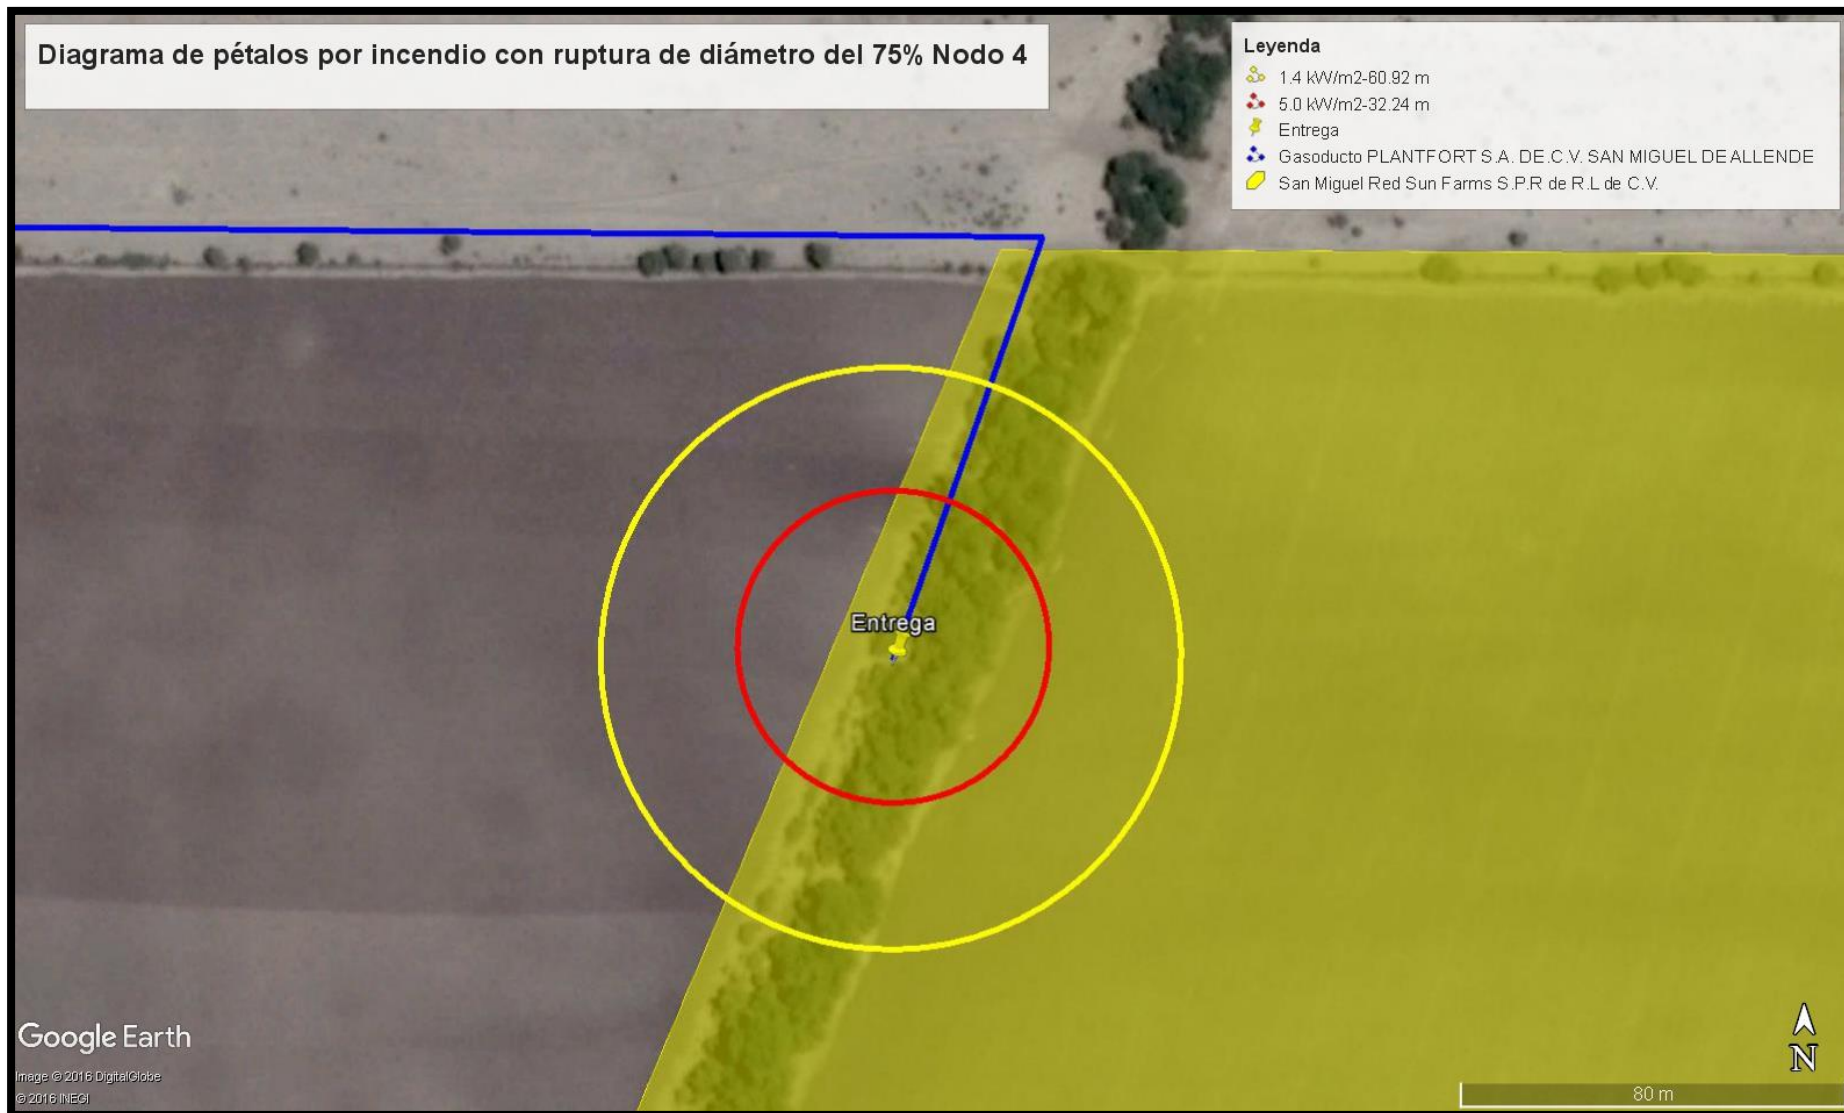 Diagrama de pétalos por incendio con ruptura de diámetro del 75% Nodo 4
Leyenda
1.4 kW/m2-60.92 m
5.0 kW/m2-32.24 m
Entrega
Gasoducto PLANTFORT S.A. DE.C.V. SAN MIGUEL DE ALLENDE
San Miguel Red Sun Farms S.P.R de R.L de C.V.
Entrega
Google Earth
Image © 2016 DigitalGlobe
© 2016 INEGI
N
80 m